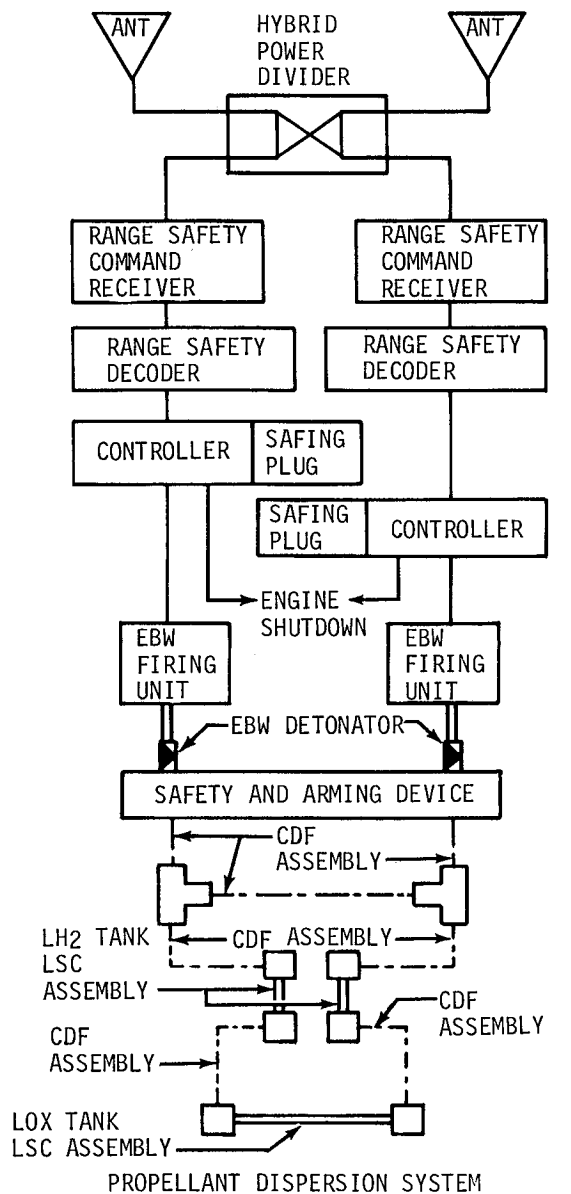 ANT
HYBRID
POWER
DIVIDER
ANT
RANGE SAFETY
COMMAND
RECEIVER
RANGE SAFETY
COMMAND
RECEIVER
RANGE SAFETY
DECODER
RANGE SAFETY
DECODER
CONTROLLER
SAFING
PLUG
SAFING
PLUG
CONTROLLER
ENGINE
SHUTDOWN
EBW
FIRING
UNIT
EBW
FIRING
UNIT
EBW DETONATOR
SAFETY AND ARMING DEVICE
CDF
ASSEMBLY
LH2 TANK
LSC
ASSEMBLY
CDF ASSEMBLY
CDF
ASSEMBLY
CDF
ASSEMBLY
LOX TANK
LSC ASSEMBLY
PROPELLANT DISPERSION SYSTEM